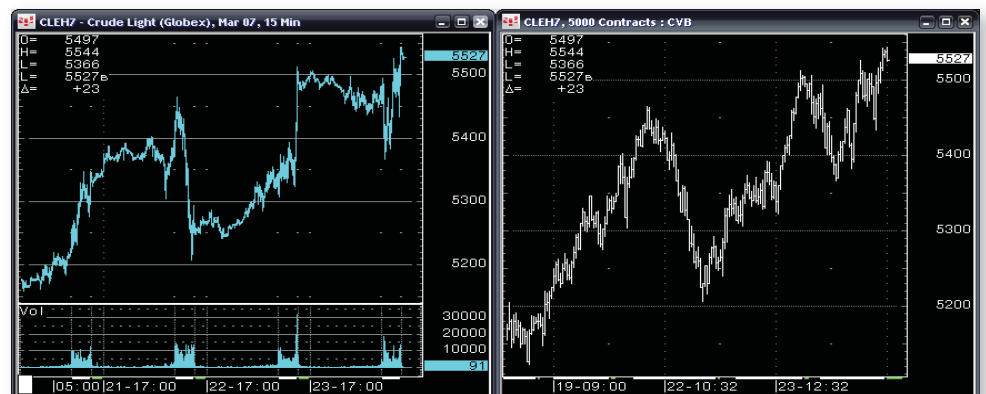 CLEH7 - Crude Light (Globex), Mar 07, 15 Min
O= 5497
H= 5544
L= 5366
L= 5527B
Δ= +23
5527
5500
5400
5300
5200
Vol
30000
20000
10000
91
05:00 21-17:00 22-17:00 23-17:00
CLEH7, 5000 Contracts : CVB
O= 5497
H= 5544
L= 5366
L= 5527B
Δ= +23
5527
5500
5400
5300
5200
19-09:00 22-10:32 23-12:32